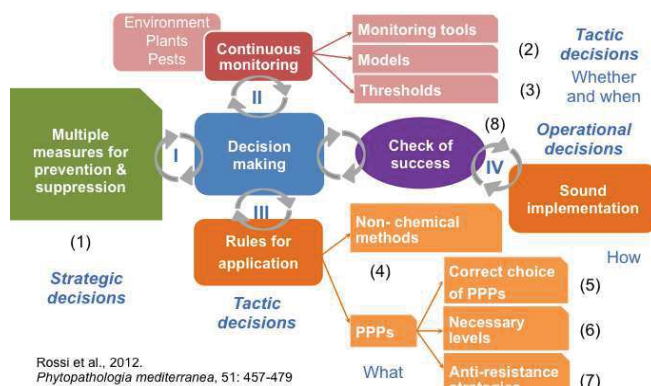 Environment
Plants
Pests
Continuous
monitoring
Monitoring tools
Models
Thresholds
(2)
(3)
Tactic
decisions
Whether
and when
II
Multiple
measures for
prevention &
suppression
I
Decision
making
Check of
success
(8)
IV
Operational
decisions
Sound
implementation
How
III
Rules for
application
(1)
Strategic
decisions
Tactic
decisions
Non- chemical
methods
(4)
PPPs
What
Correct choice
of PPPs
(5)
Necessary
levels
(6)
Anti-resistance
(7)
Rossi et al., 2012.
Phytopathologia mediterranea, 51: 457-479